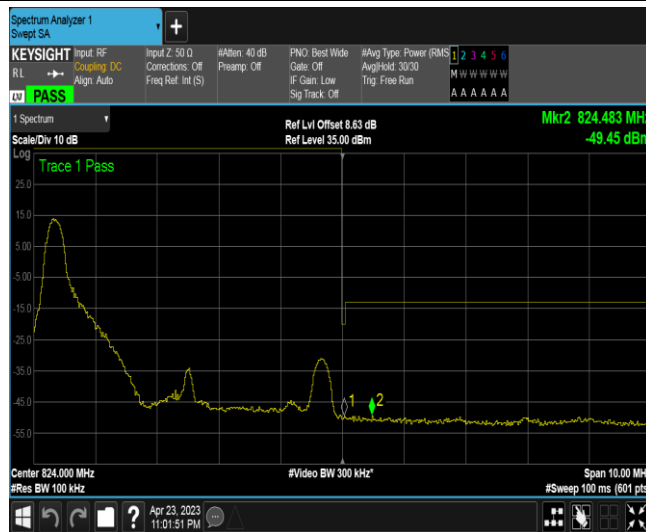 Spectrum Analyzer 1
Swept SA
KEYSIGHT
RL
LXI PASS
Input: RF
Coupling: DC
Align: Auto
Input Z: 50 Ω
Corrections: Off
Freq Ref: Int (S)
#Atten: 40 dB
Preamp: Off
PNO: Best Wide
Gate: Off
IF Gain: Low
Sig Track: Off
#Avg Type: Power (RMS
Avg|Hold: 30/30
Trig: Free Run
1 2 3 4 5 6
M W W W W W
A A A A A A
1 Spectrum
Scale/Div 10 dB
Ref Lvl Offset 8.63 dB
Ref Level 35.00 dBm
Mkr2 824.483 MHz
-49.45 dBm
Log
Trace 1 Pass
25.0
15.0
5.00
-5.00
-15.0
-25.0
-35.0
-45.0
-55.0
1
2
Center 824.000 MHz
#Res BW 100 kHz
#Video BW 300 kHz*
Span 10.00 MH
#Sweep 100 ms (601 pts
?
Apr 23, 2023
11:01:51 PM